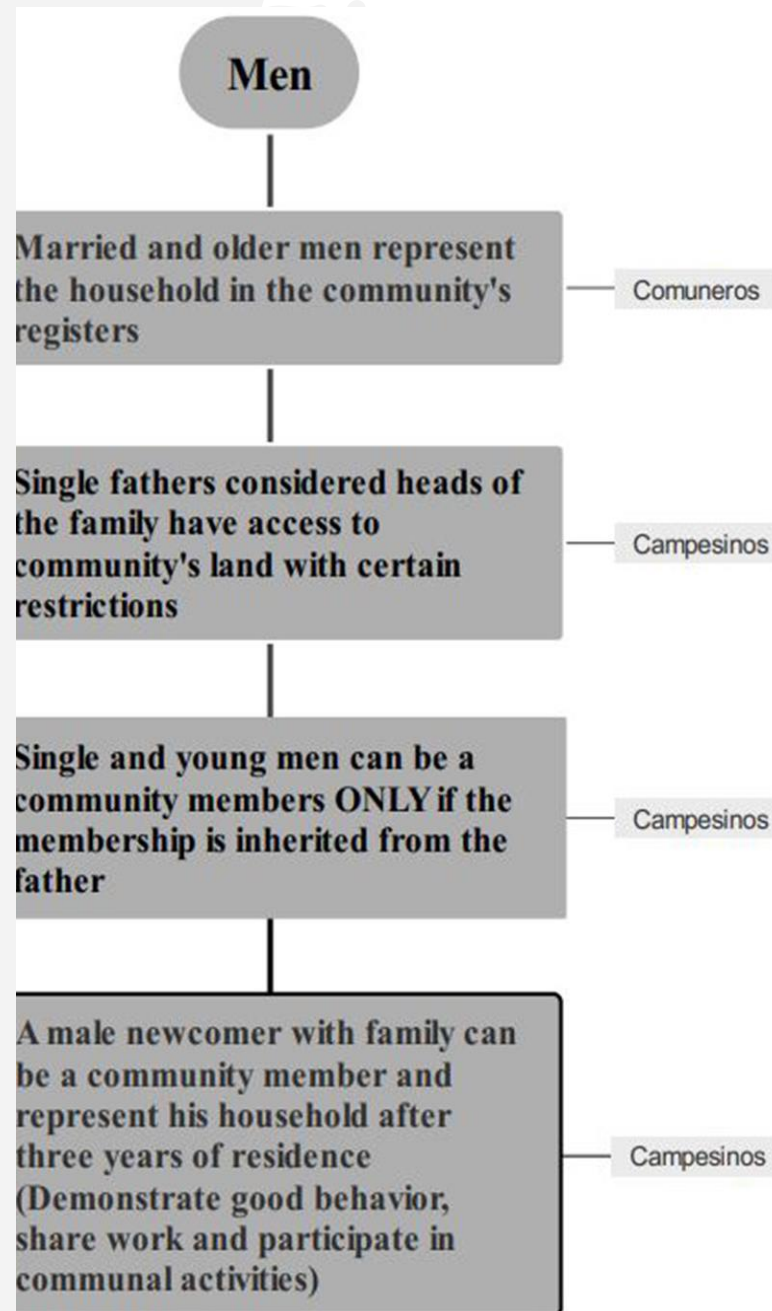 Men
Married and older men represent
the household in the community's
registers
Comuneros
Single fathers considered heads of
the family have access to
community's land with certain
restrictions
Campesinos
Single and young men can be a
community members ONLY if the
membership is inherited from the
father
Campesinos
A male newcomer with family can
be a community member and
represent his household after
three years of residence
(Demonstrate good behavior,
share work and participate in
communal activities)
Campesinos